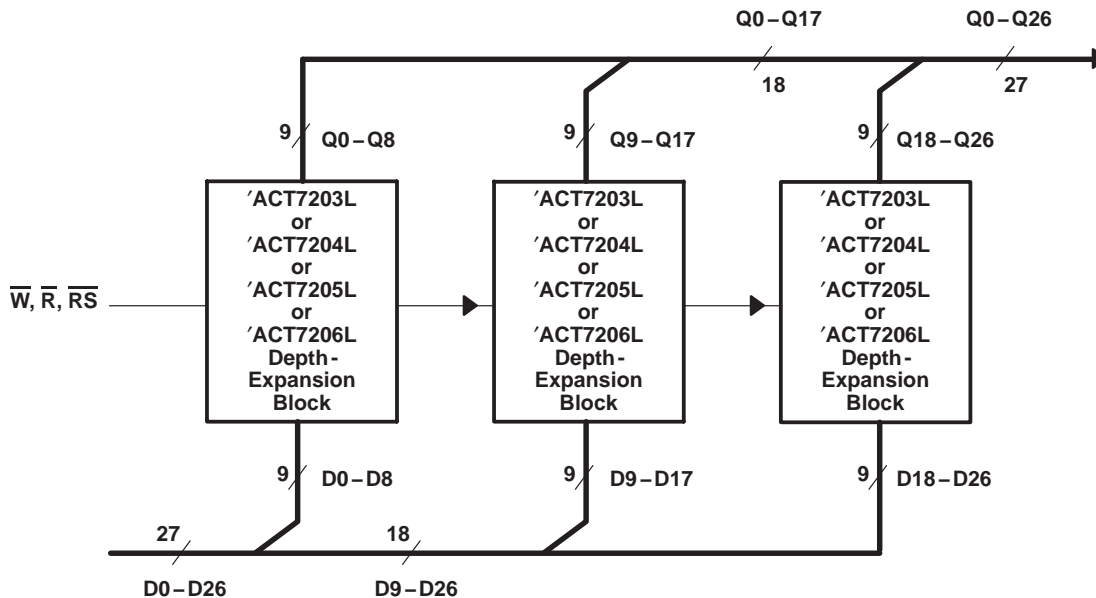 Q0–Q17
Q0–Q26
18
27
9
Q0–Q8
9
Q9–Q17
9
Q18–Q26
′ACT7203L
or
′ACT7204L
or
′ACT7205L
or
′ACT7206L
Depth-
Expansion
Block
′ACT7203L
or
′ACT7204L
or
′ACT7205L
or
′ACT7206L
Depth-
Expansion
Block
′ACT7203L
or
′ACT7204L
or
′ACT7205L
or
′ACT7206L
Depth-
Expansion
Block
W̅, R̅, R̅S̅
9
D0–D8
9
D9–D17
9
D18–D26
27
18
D0–D26
D9–D26